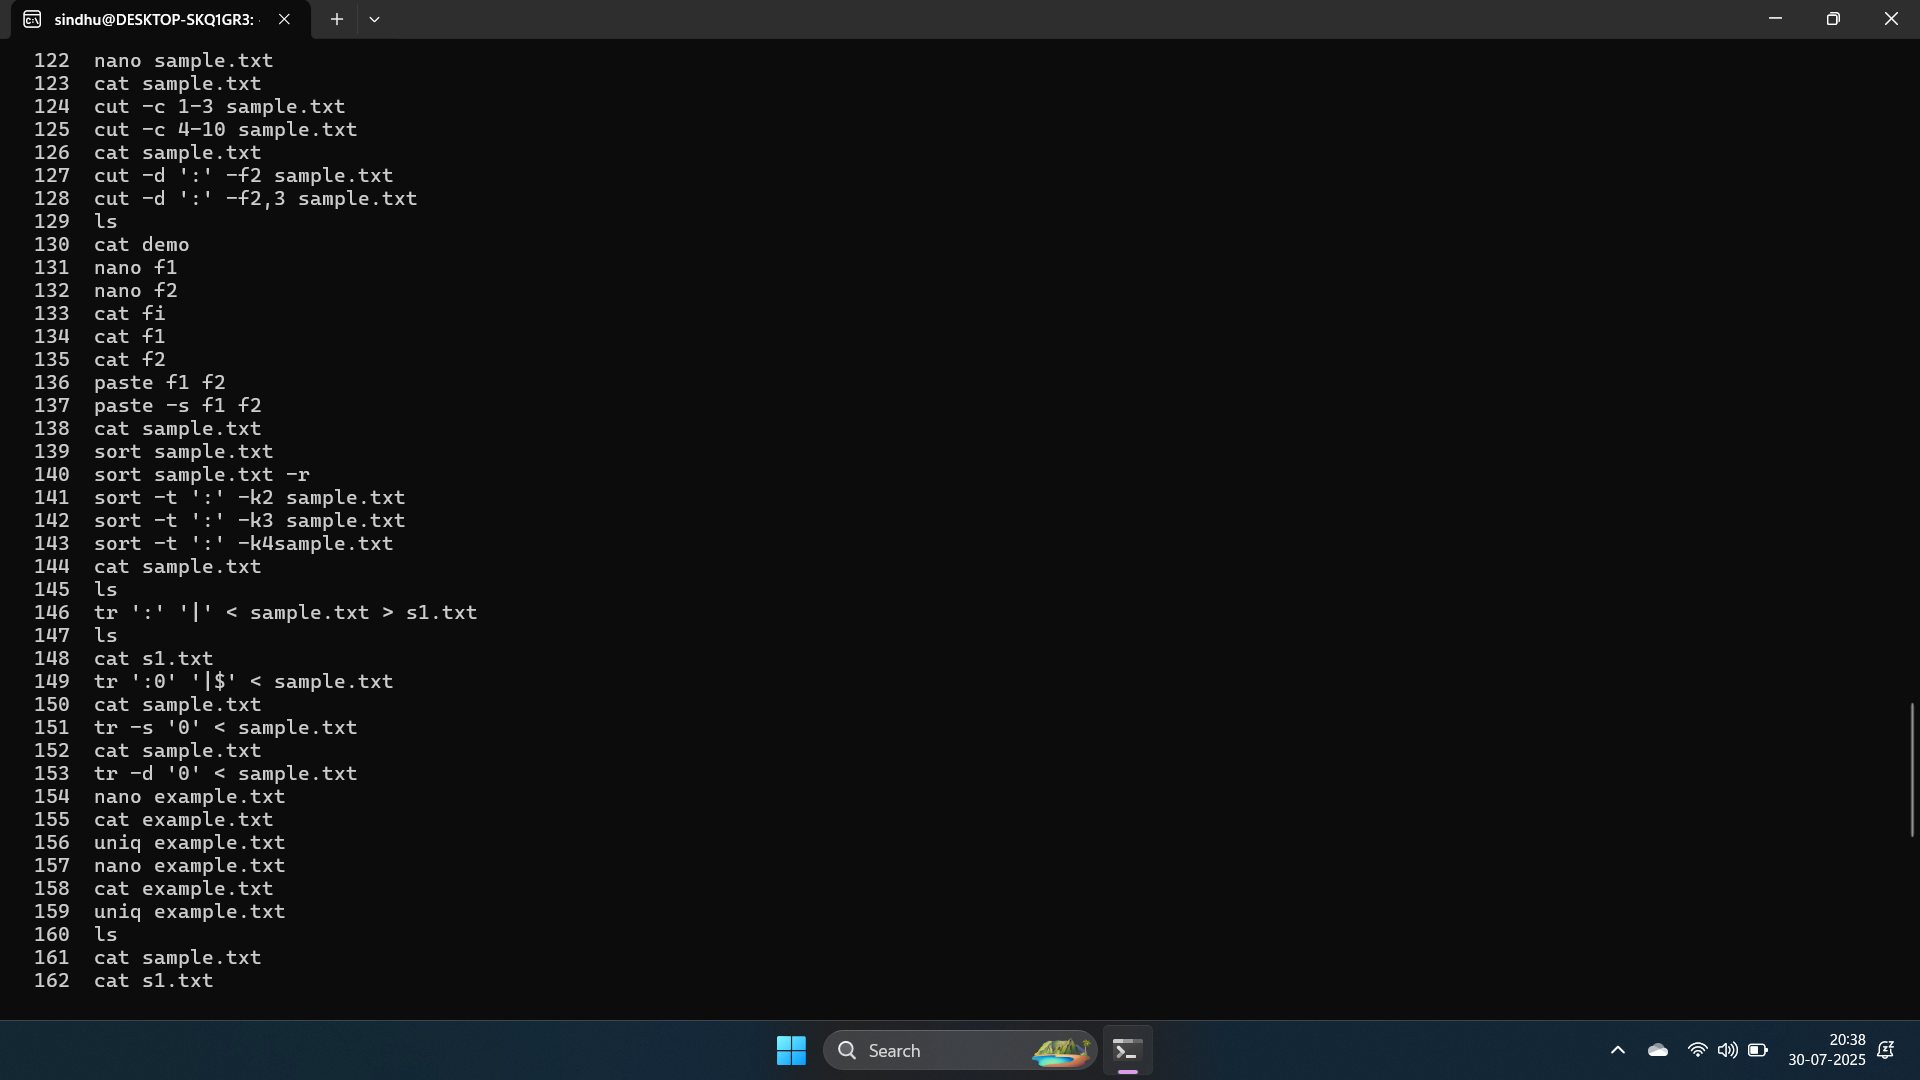 sindhu@DESKTOP-SKQ1GR3:
122 nano sample.txt
123 cat sample.txt
124 cut -c 1-3 sample.txt
125 cut -c 4-10 sample.txt
126 cat sample.txt
127 cut -d ':' -f2 sample.txt
128 cut -d ':' -f2,3 sample.txt
129 ls
130 cat demo
131 nano f1
132 nano f2
133 cat fi
134 cat f1
135 cat f2
136 paste f1 f2
137 paste -s f1 f2
138 cat sample.txt
139 sort sample.txt
140 sort sample.txt -r
141 sort -t ':' -k2 sample.txt
142 sort -t ':' -k3 sample.txt
143 sort -t ':' -k4sample.txt
144 cat sample.txt
145 ls
146 tr ':' '|' < sample.txt > s1.txt
147 ls
148 cat s1.txt
149 tr ':0' '|$' < sample.txt
150 cat sample.txt
151 tr -s '0' < sample.txt
152 cat sample.txt
153 tr -d '0' < sample.txt
154 nano example.txt
155 cat example.txt
156 uniq example.txt
157 nano example.txt
158 cat example.txt
159 uniq example.txt
160 ls
161 cat sample.txt
162 cat s1.txt
Search
20:38
30-07-2025